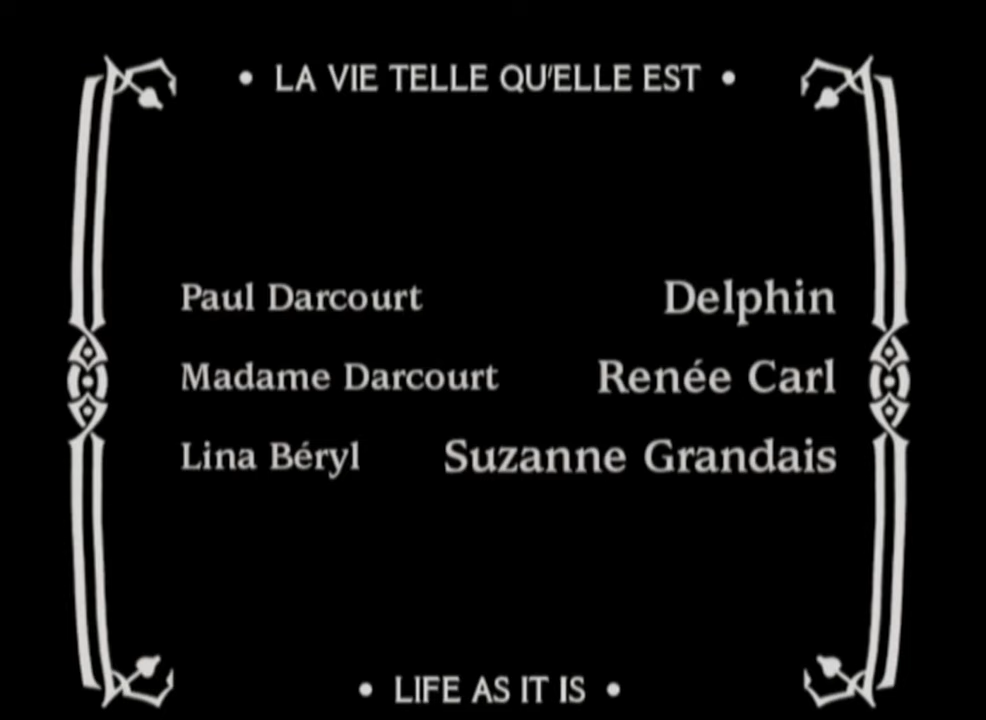 • LA VIE TELLE QU'ELLE EST •
Paul Darcourt Delphin
Madame Darcourt Renée Carl
Lina Béryl Suzanne Grandais
• LIFE AS IT IS •